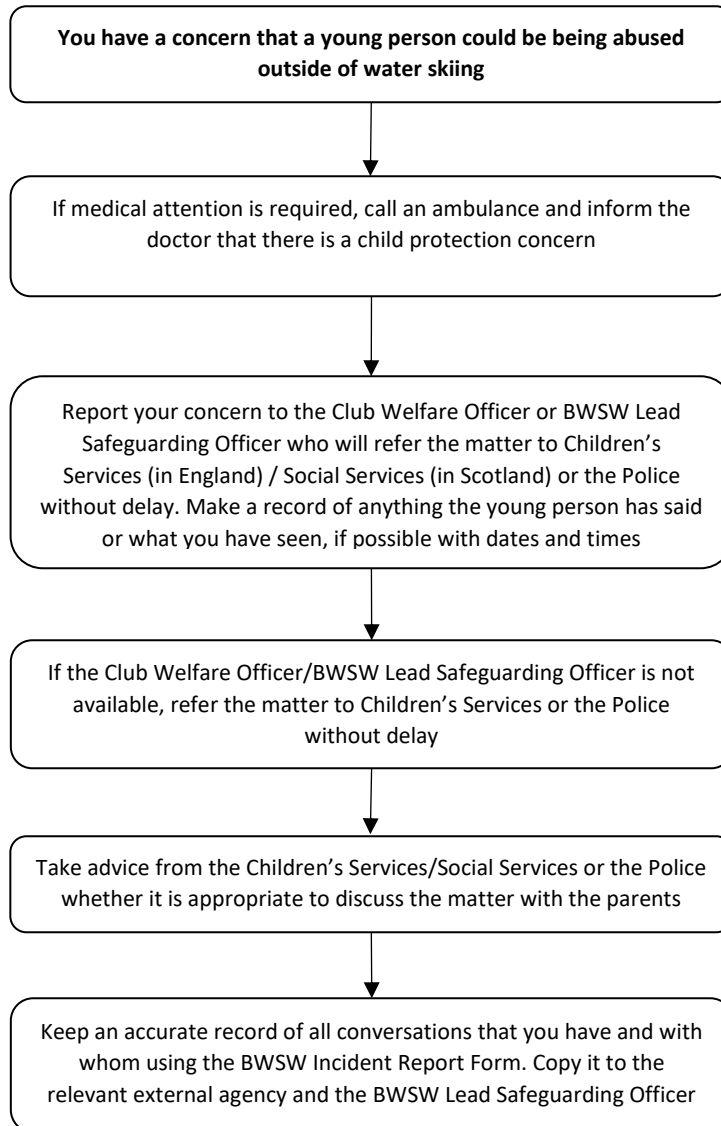 You have a concern that a young person could be being abused
outside of water skiing
If medical attention is required, call an ambulance and inform the
doctor that there is a child protection concern
Report your concern to the Club Welfare Officer or BWSW Lead
Safeguarding Officer who will refer the matter to Children’s
Services (in England) / Social Services (in Scotland) or the Police
without delay. Make a record of anything the young person has said
or what you have seen, if possible with dates and times
If the Club Welfare Officer/BWSW Lead Safeguarding Officer is not
available, refer the matter to Children’s Services or the Police
without delay
Take advice from the Children’s Services/Social Services or the Police
whether it is appropriate to discuss the matter with the parents
Keep an accurate record of all conversations that you have and with
whom using the BWSW Incident Report Form. Copy it to the
relevant external agency and the BWSW Lead Safeguarding Officer